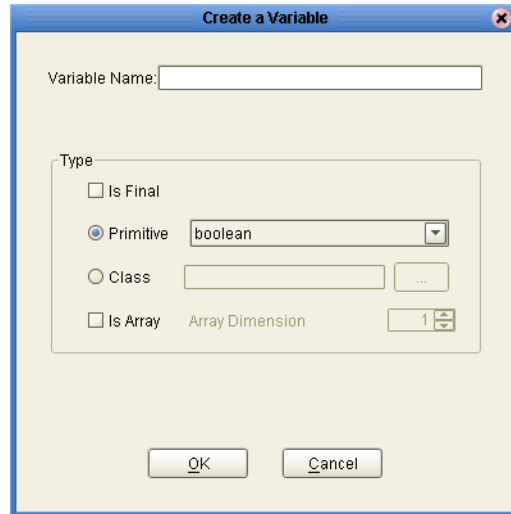 Create a Variable
Variable Name:
Type
Is Final
Primitive boolean
Class ...
Is Array Array Dimension 1
OK Cancel